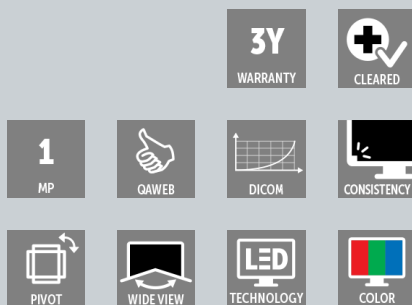 3Y
WARRANTY
CLEARED
1
MP
QAWEB
DICOM
CONSISTENCY
PIVOT
WIDE VIEW
LED
TECHNOLOGY
COLOR